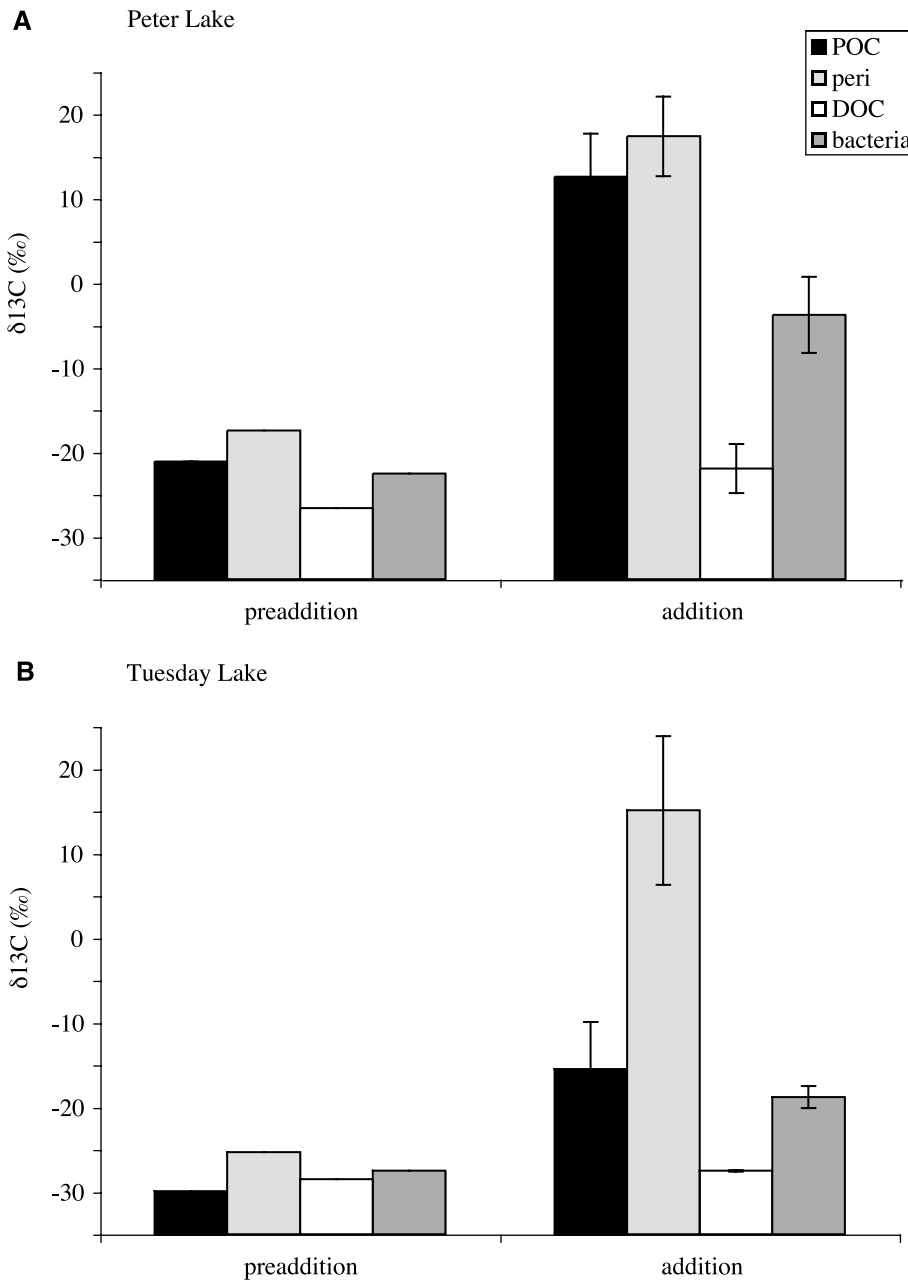 A Peter Lake
POC
peri
DOC
bacteria
20
10
0
-10
-20
-30
δ13C (‰)
preaddition addition
B Tuesday Lake
20
10
0
-10
-20
-30
δ13C (‰)
preaddition addition